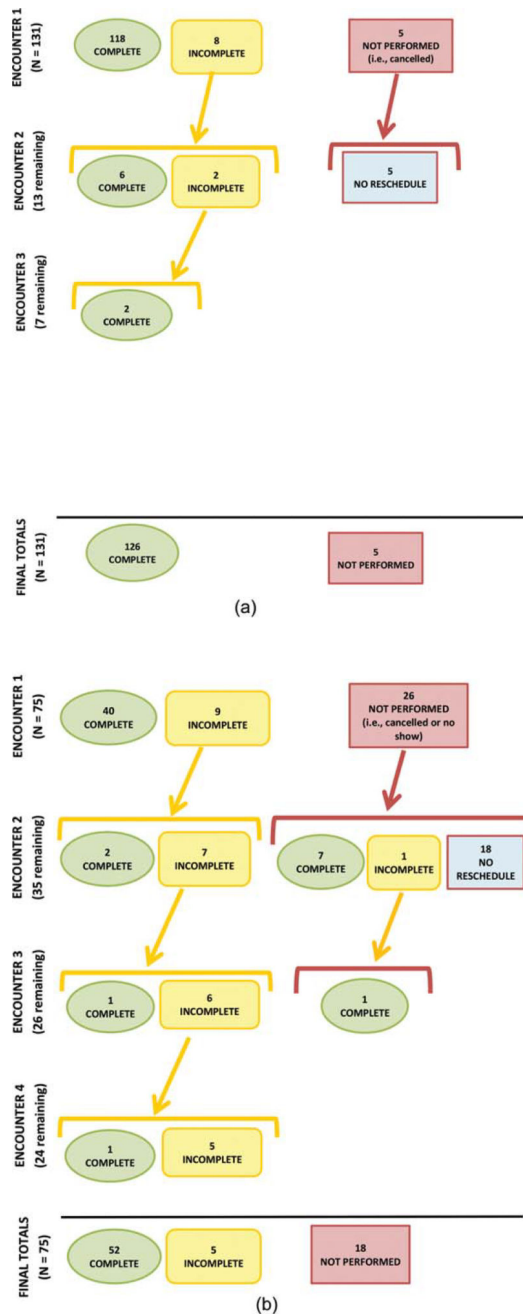 ENCOUNTER 1
(N = 131)
118
COMPLETE
8
INCOMPLETE
5
NOT PERFORMED
(i.e., cancelled)
ENCOUNTER 2
(13 remaining)
6
COMPLETE
2
INCOMPLETE
5
NO RESCHEDULE
ENCOUNTER 3
(7 remaining)
2
COMPLETE
FINAL TOTALS
(N = 131)
126
COMPLETE
5
NOT PERFORMED
(a)
ENCOUNTER 1
(N = 75)
40
COMPLETE
9
INCOMPLETE
26
NOT PERFORMED
(i.e., cancelled or no
show)
ENCOUNTER 2
(35 remaining)
2
COMPLETE
7
INCOMPLETE
7
COMPLETE
1
INCOMPLETE
18
NO
RESCHEDULE
ENCOUNTER 3
(26 remaining)
1
COMPLETE
6
INCOMPLETE
1
COMPLETE
ENCOUNTER 4
(24 remaining)
1
COMPLETE
5
INCOMPLETE
FINAL TOTALS
(N = 75)
52
COMPLETE
5
INCOMPLETE
18
NOT PERFORMED
(b)